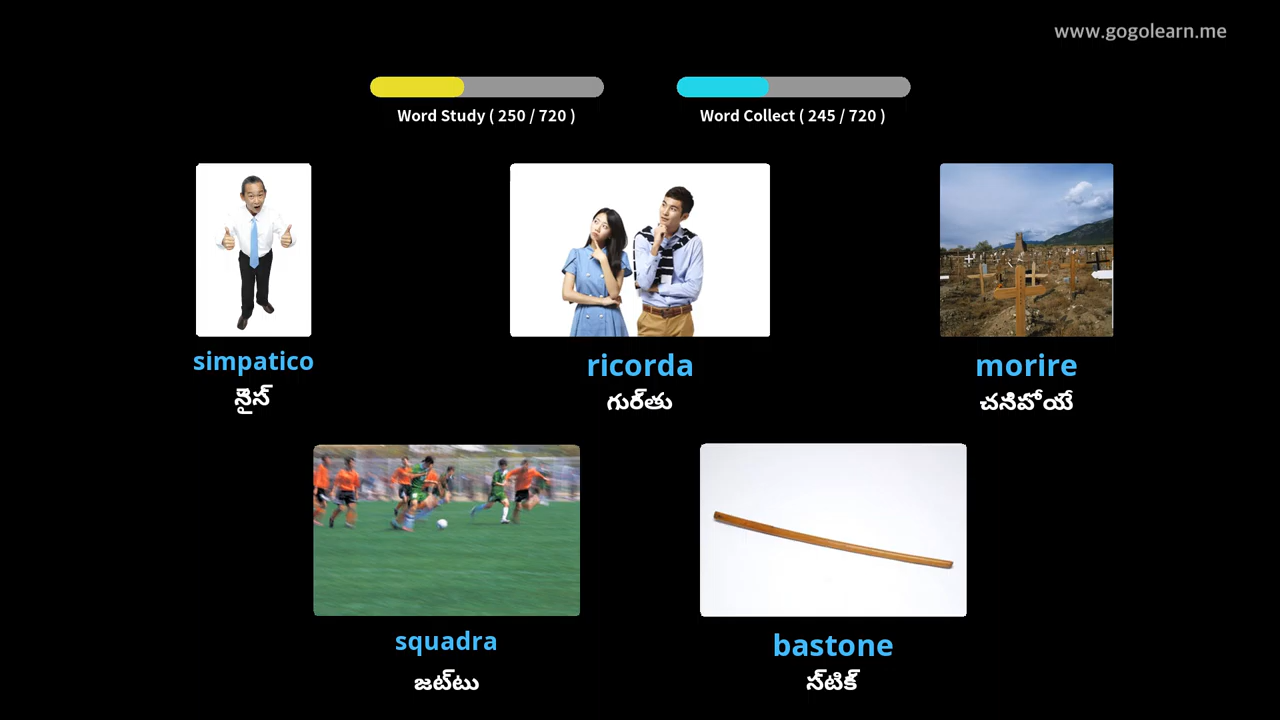 www.gogolearn.me
Word Study ( 250 / 720 )
Word Collect ( 245 / 720 )
simpatico
నైస్
ricorda
గుర్తు
morire
చనిపోయే
squadra
జట్టు
bastone
స్టిక్